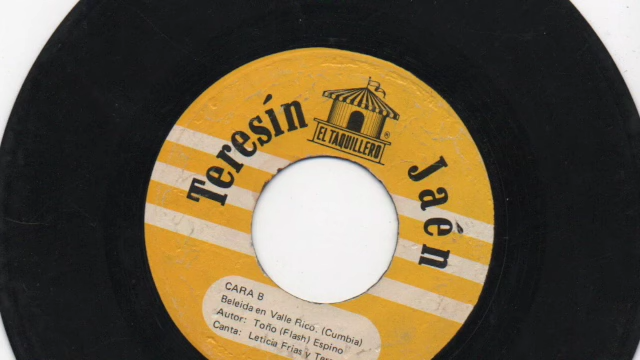 Teresín Jaén
EL TAQUILLERO
®
CARA B
Beleida en Valle Rico. (Cumbia)
Autor: Toño (Flash) Espino
Canta: Leticia Frías y